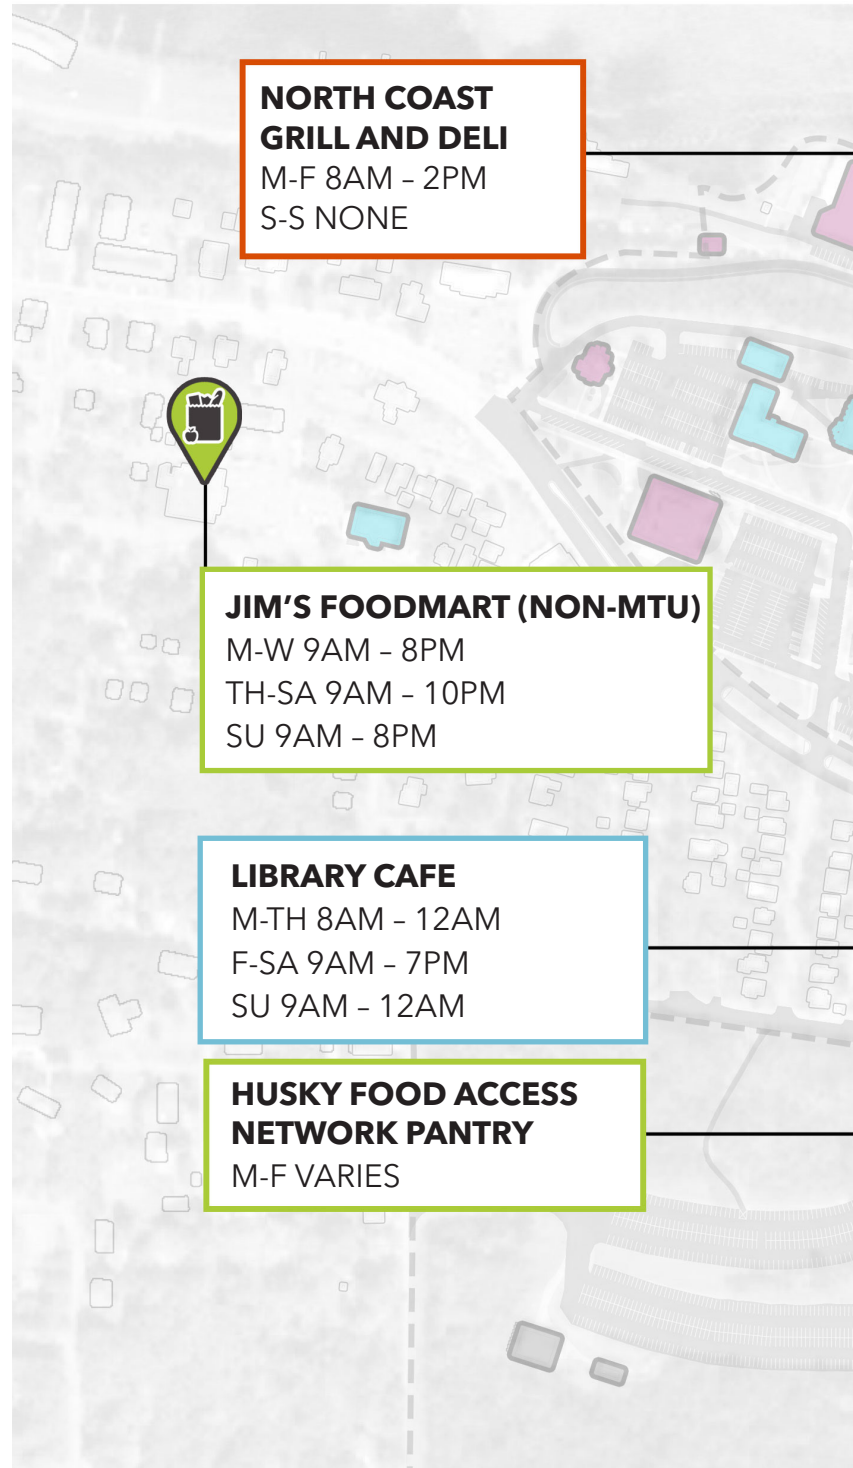 NORTH COAST
GRILL AND DELI
M-F 8AM – 2PM
S-S NONE
JIM’S FOODMART (NON-MTU)
M-W 9AM – 8PM
TH-SA 9AM – 10PM
SU 9AM – 8PM
LIBRARY CAFE
M-TH 8AM – 12AM
F-SA 9AM – 7PM
SU 9AM – 12AM
HUSKY FOOD ACCESS
NETWORK PANTRY
M-F VARIES